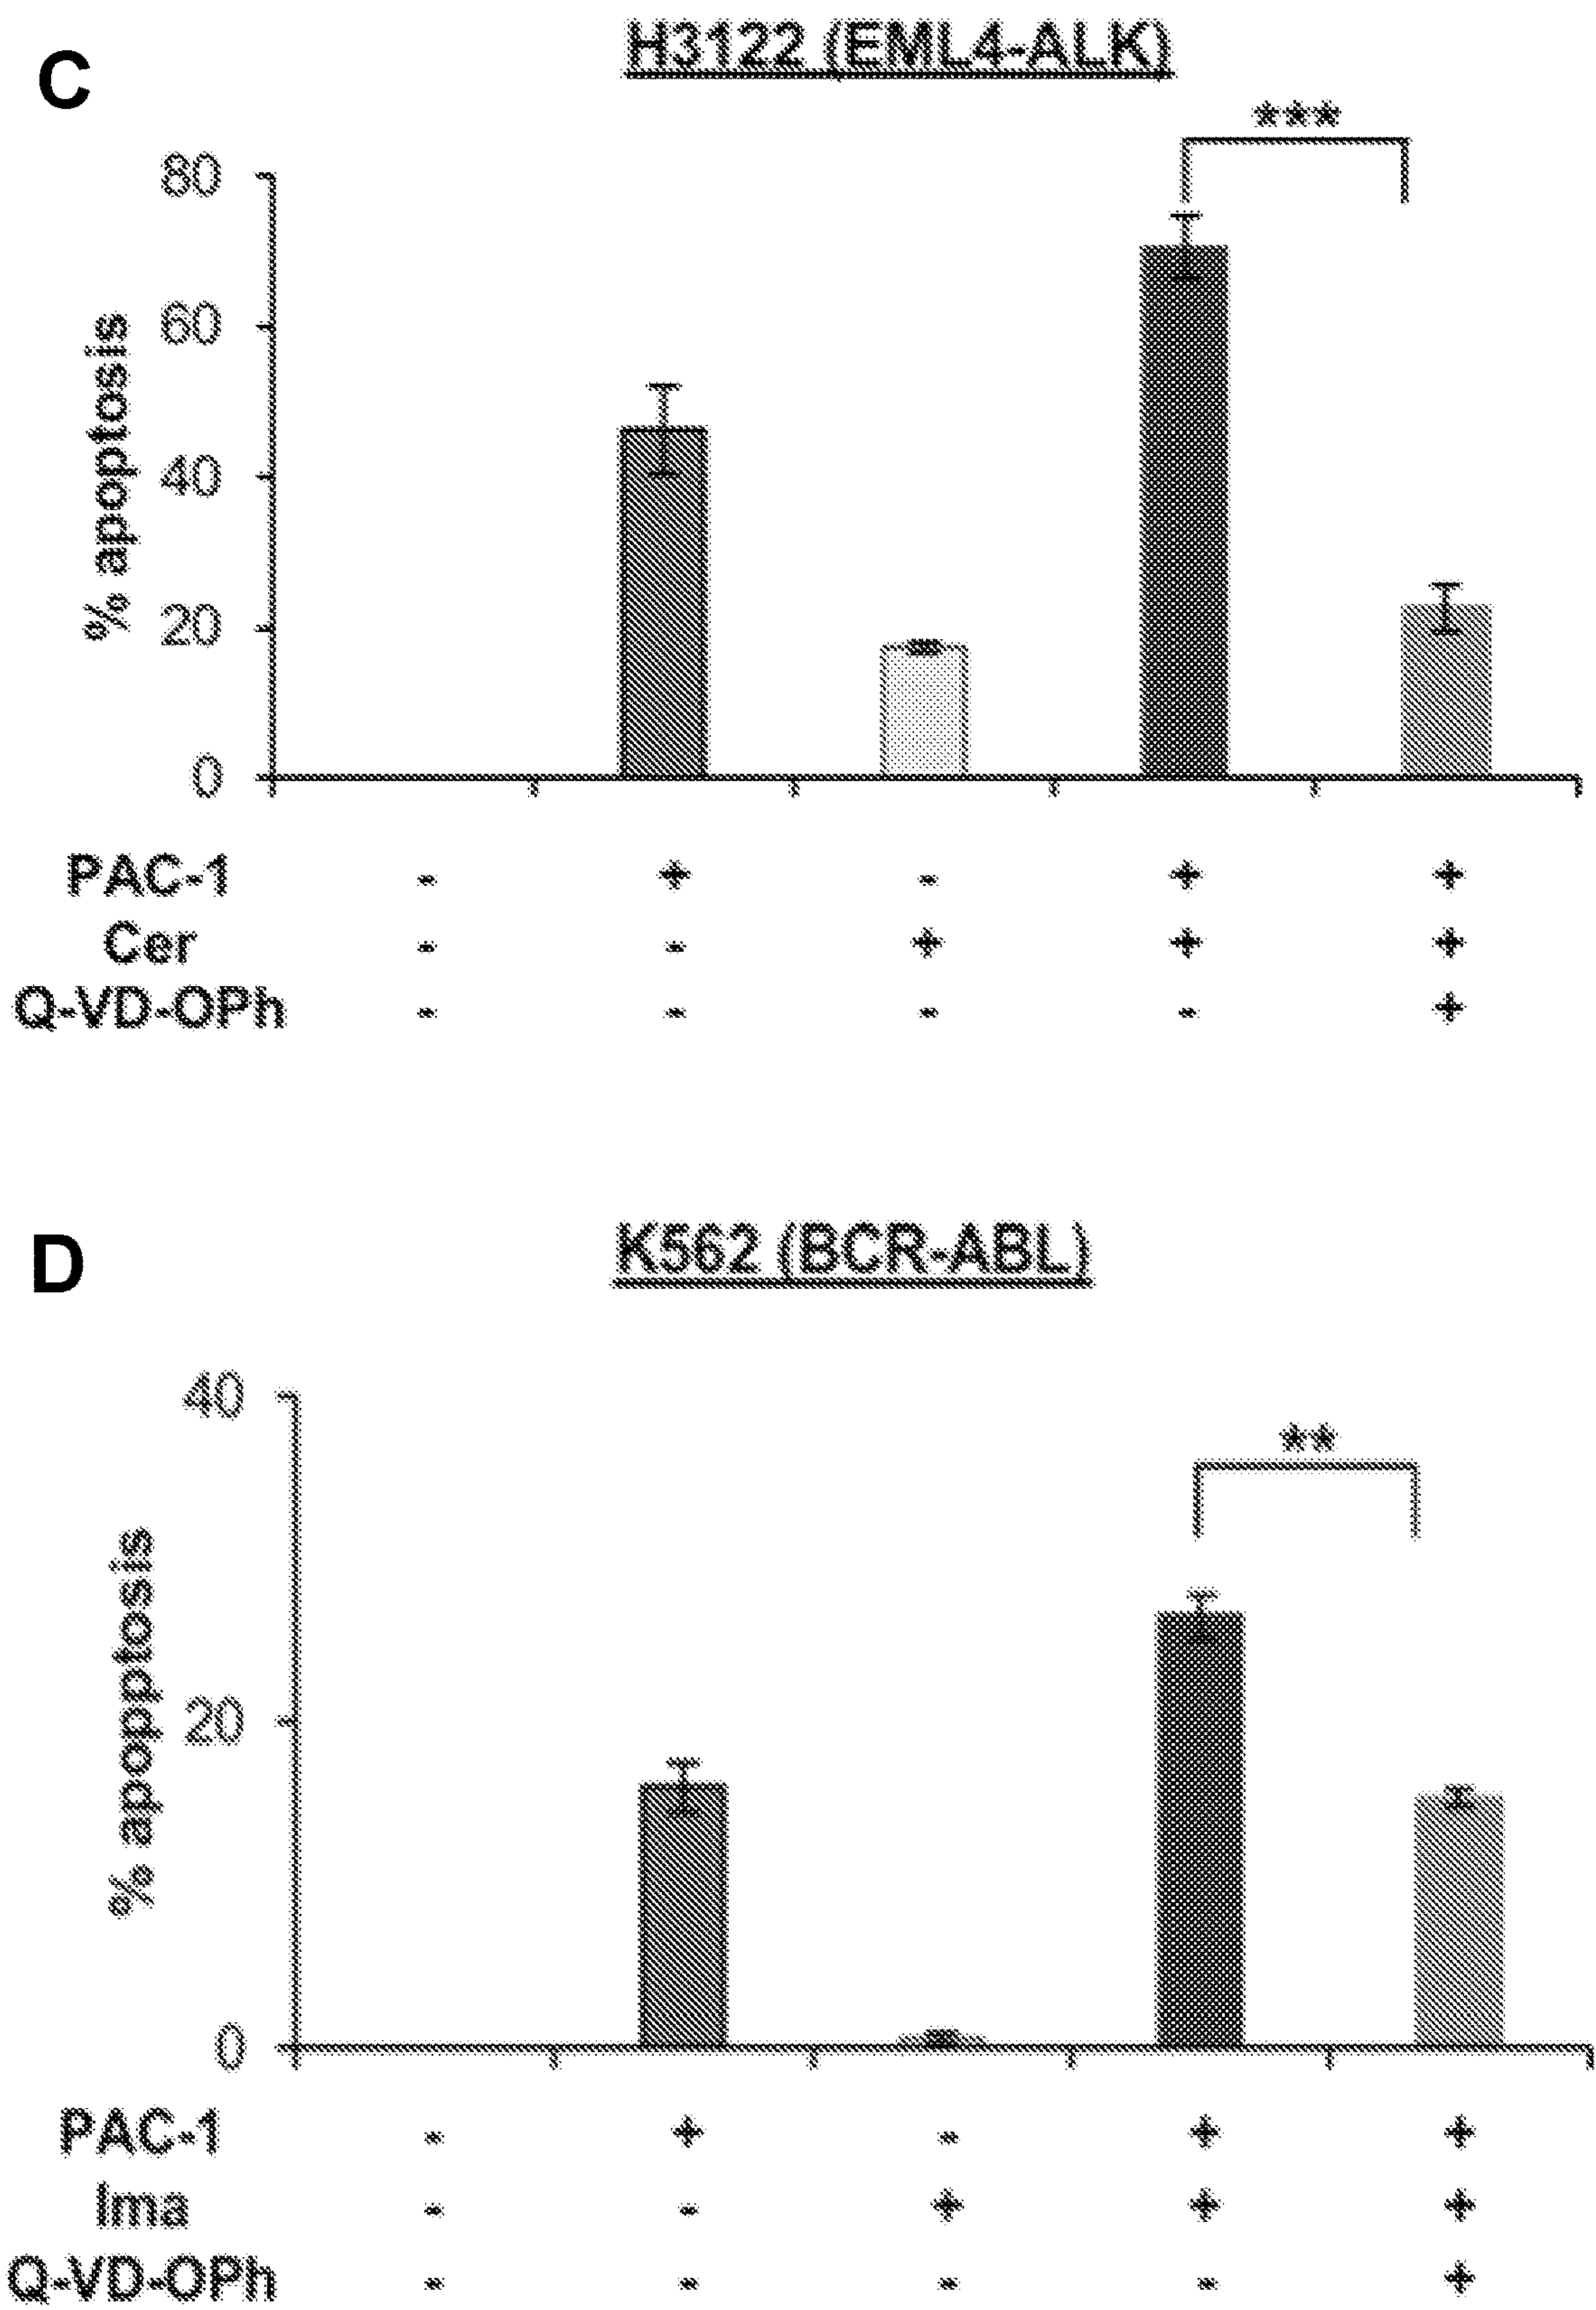 C
H3122 (EML4-ALK)
***
80
60
40
20
0
% apoptosis
PAC-1 - + - + +
Cer - - + + +
Q-VD-OPh - - - - +
D
K562 (BCR-ABL)
**
40
20
0
% apoptosis
PAC-1 - + - + +
Ima - - + + +
Q-VD-OPh - - - - +